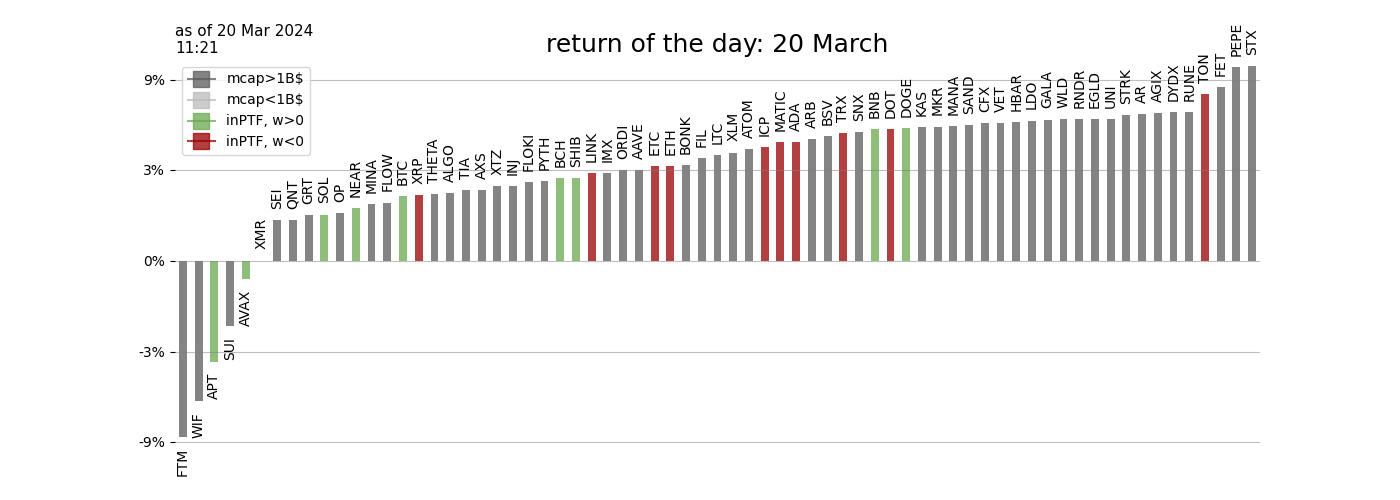 as of 20 Mar 2024
11:21
return of the day: 20 March
mcap>1B$
mcap<1B$
inPTF, w>0
inPTF, w<0
9%
3%
0%
-3%
-9%
FTM
WIF
APT
SUI
AVAX
XMR
SEI
QNT
GRT
SOL
OP
NEAR
MINA
FLOW
BTC
XRP
THETA
ALGO
TIA
AXS
XTZ
INJ
FLOKI
PYTH
BCH
SHIB
LINK
IMX
ORDI
AAVE
ETC
ETH
BONK
FIL
LTC
XLM
ATOM
ICP
MATIC
ADA
ARB
BSV
TRX
SNX
BNB
DOT
DOGE
KAS
MKR
MANA
SAND
CFX
VET
HBAR
LDO
GALA
WLD
RNDR
EGLD
UNI
STRK
AR
AGIX
DYDX
RUNE
TON
FET
PEPE
STX